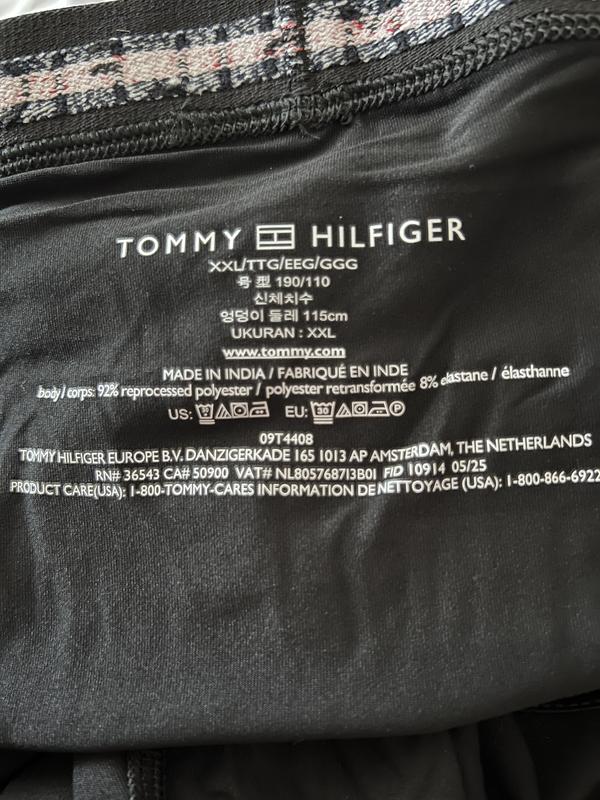 TOMMY HILFIGER
XXL/TTG/EEG/GGG
号 型 190/110
신체치수
엉덩이 둘레 115cm
UKURAN : XXL
www.tommy.com
MADE IN INDIA / FABRIQUÉ EN INDE
body / corps: 92% reprocessed polyester / polyester retransformée 8% elastane / élasthanne
US: EU: 30
09T4408
TOMMY HILFIGER EUROPE B.V. DANZIGERKADE 165 1013 AP AMSTERDAM, THE NETHERLANDS
RN# 36543 CA# 50900 VAT# NL805768713B01 FID 10914 05/25
PRODUCT CARE(USA): 1-800-TOMMY-CARES INFORMATION DE NETTOYAGE (USA): 1-800-866-6922